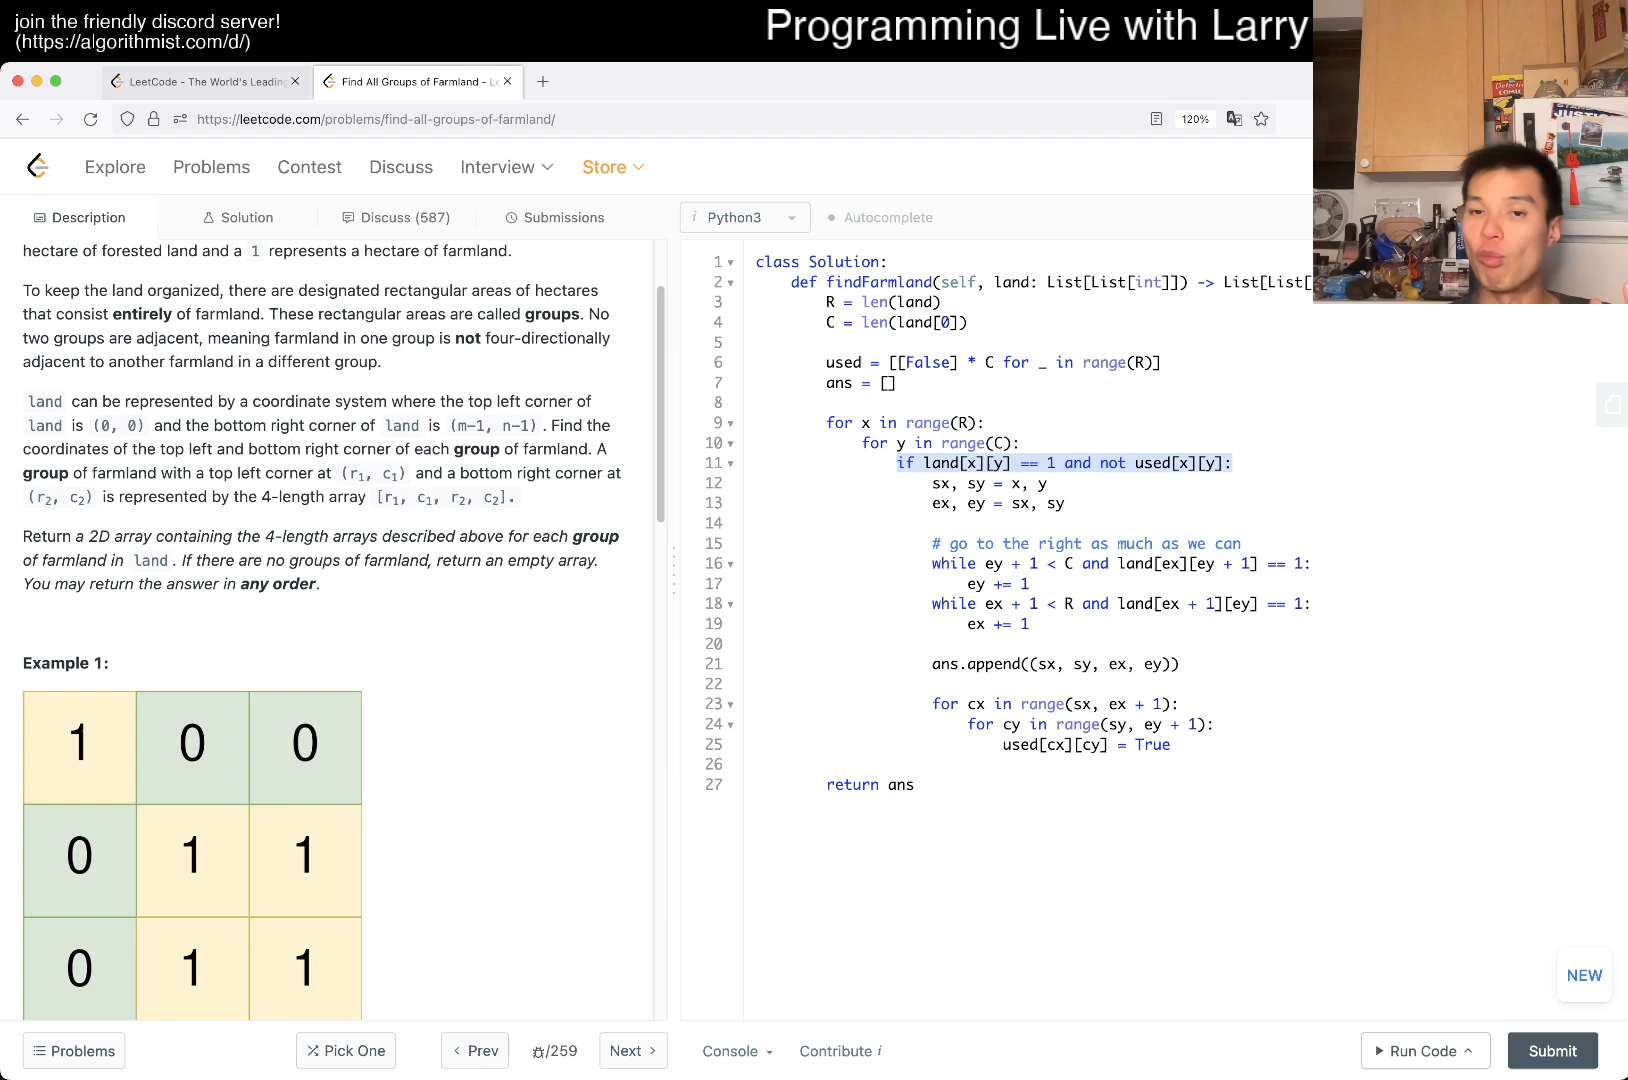 join the friendly discord server!
(https://algorithmist.com/d/)
Programming Live with Larry
LeetCode - The World's Leading
Find All Groups of Farmland - Le
https://leetcode.com/problems/find-all-groups-of-farmland/
120%
Explore Problems Contest Discuss Interview Store
Description Solution Discuss (587) Submissions
i Python3 Autocomplete
hectare of forested land and a 1 represents a hectare of farmland.
To keep the land organized, there are designated rectangular areas of hectares
that consist entirely of farmland. These rectangular areas are called groups. No
two groups are adjacent, meaning farmland in one group is not four-directionally
adjacent to another farmland in a different group.
land can be represented by a coordinate system where the top left corner of
land is (0, 0) and the bottom right corner of land is (m-1, n-1). Find the
coordinates of the top left and bottom right corner of each group of farmland. A
group of farmland with a top left corner at (r₁, c₁) and a bottom right corner at
(r₂, c₂) is represented by the 4-length array [r₁, c₁, r₂, c₂].
Return a 2D array containing the 4-length arrays described above for each group
of farmland in land. If there are no groups of farmland, return an empty array.
You may return the answer in any order.
Example 1:
1 0 0
0 1 1
0 1 1
1 class Solution:
2 def findFarmland(self, land: List[List[int]]) -> List[List[
3 R = len(land)
4 C = len(land[0])
5
6 used = [[False] * C for _ in range(R)]
7 ans = []
8
9 for x in range(R):
10 for y in range(C):
11 if land[x][y] == 1 and not used[x][y]:
12 sx, sy = x, y
13 ex, ey = sx, sy
14
15 # go to the right as much as we can
16 while ey + 1 < C and land[ex][ey + 1] == 1:
17 ey += 1
18 while ex + 1 < R and land[ex + 1][ey] == 1:
19 ex += 1
20
21 ans.append((sx, sy, ex, ey))
22
23 for cx in range(sx, ex + 1):
24 for cy in range(sy, ey + 1):
25 used[cx][cy] = True
26
27 return ans
NEW
Problems Pick One Prev /259 Next Console Contribute i Run Code Submit